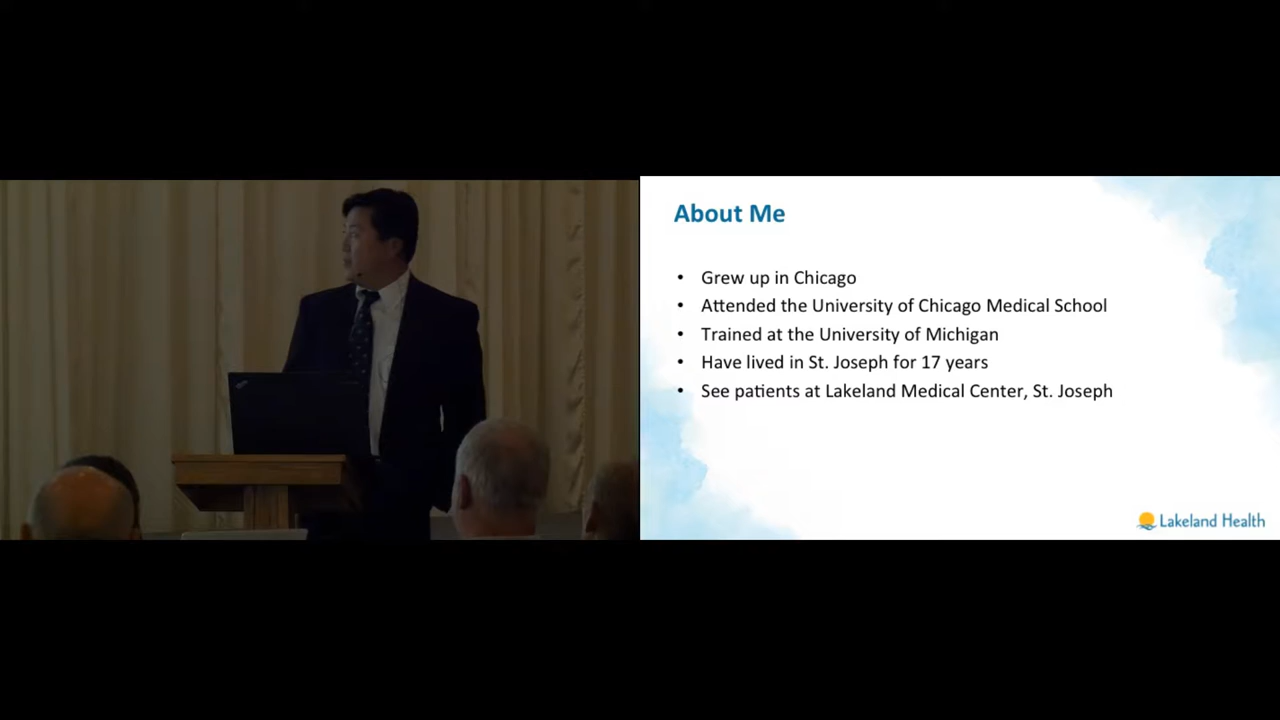 About Me
• Grew up in Chicago
• Attended the University of Chicago Medical School
• Trained at the University of Michigan
• Have lived in St. Joseph for 17 years
• See patients at Lakeland Medical Center, St. Joseph
Lakeland Health